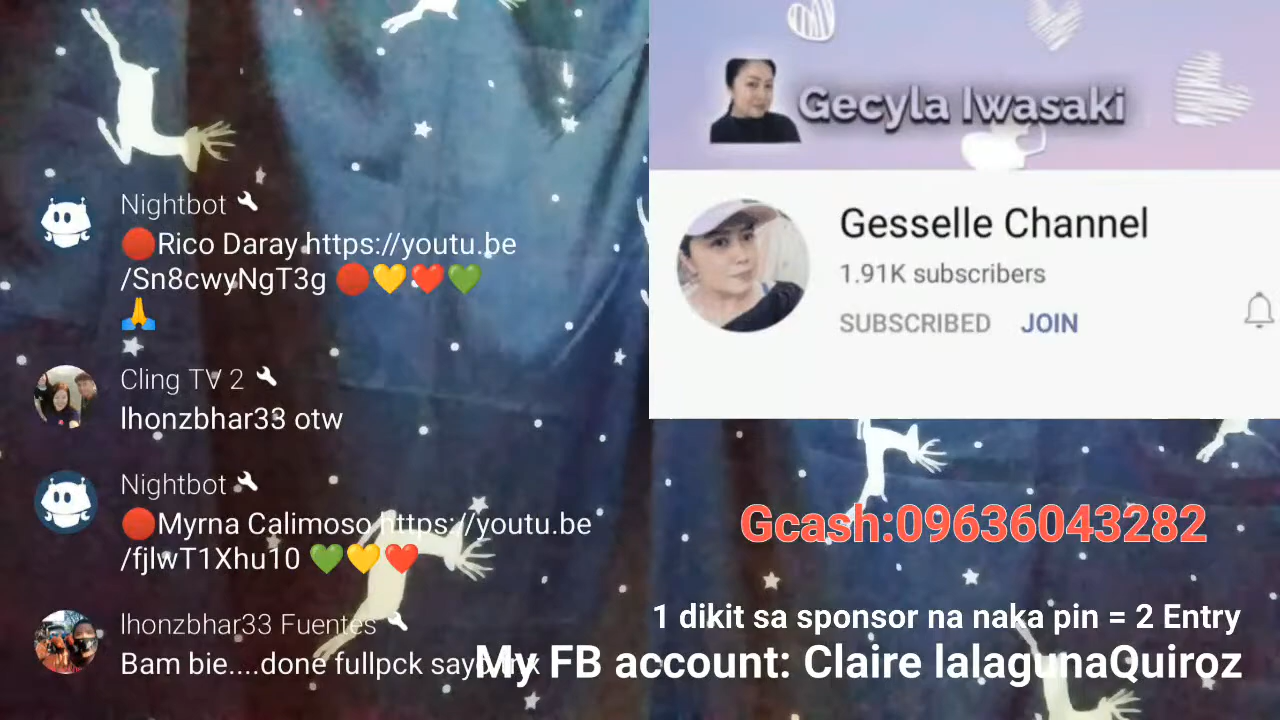 Nightbot
🔴Rico Daray https://youtu.be
/Sn8cwyNgT3g 🔴💛❤️💚
🙏
Cling TV 2
lhonzbhar33 otw
Nightbot
🔴Myrna Calimoso https://youtu.be
/fjlwT1Xhu10 💚💛❤️
lhonzbhar33 Fuentes
Bam bie....done fullpck sayo
Gecyla Iwasaki
Gesselle Channel
1.91K subscribers
SUBSCRIBED JOIN
Gcash:09636043282
1 dikit sa sponsor na naka pin = 2 Entry
My FB account: Claire lalagunaQuiroz